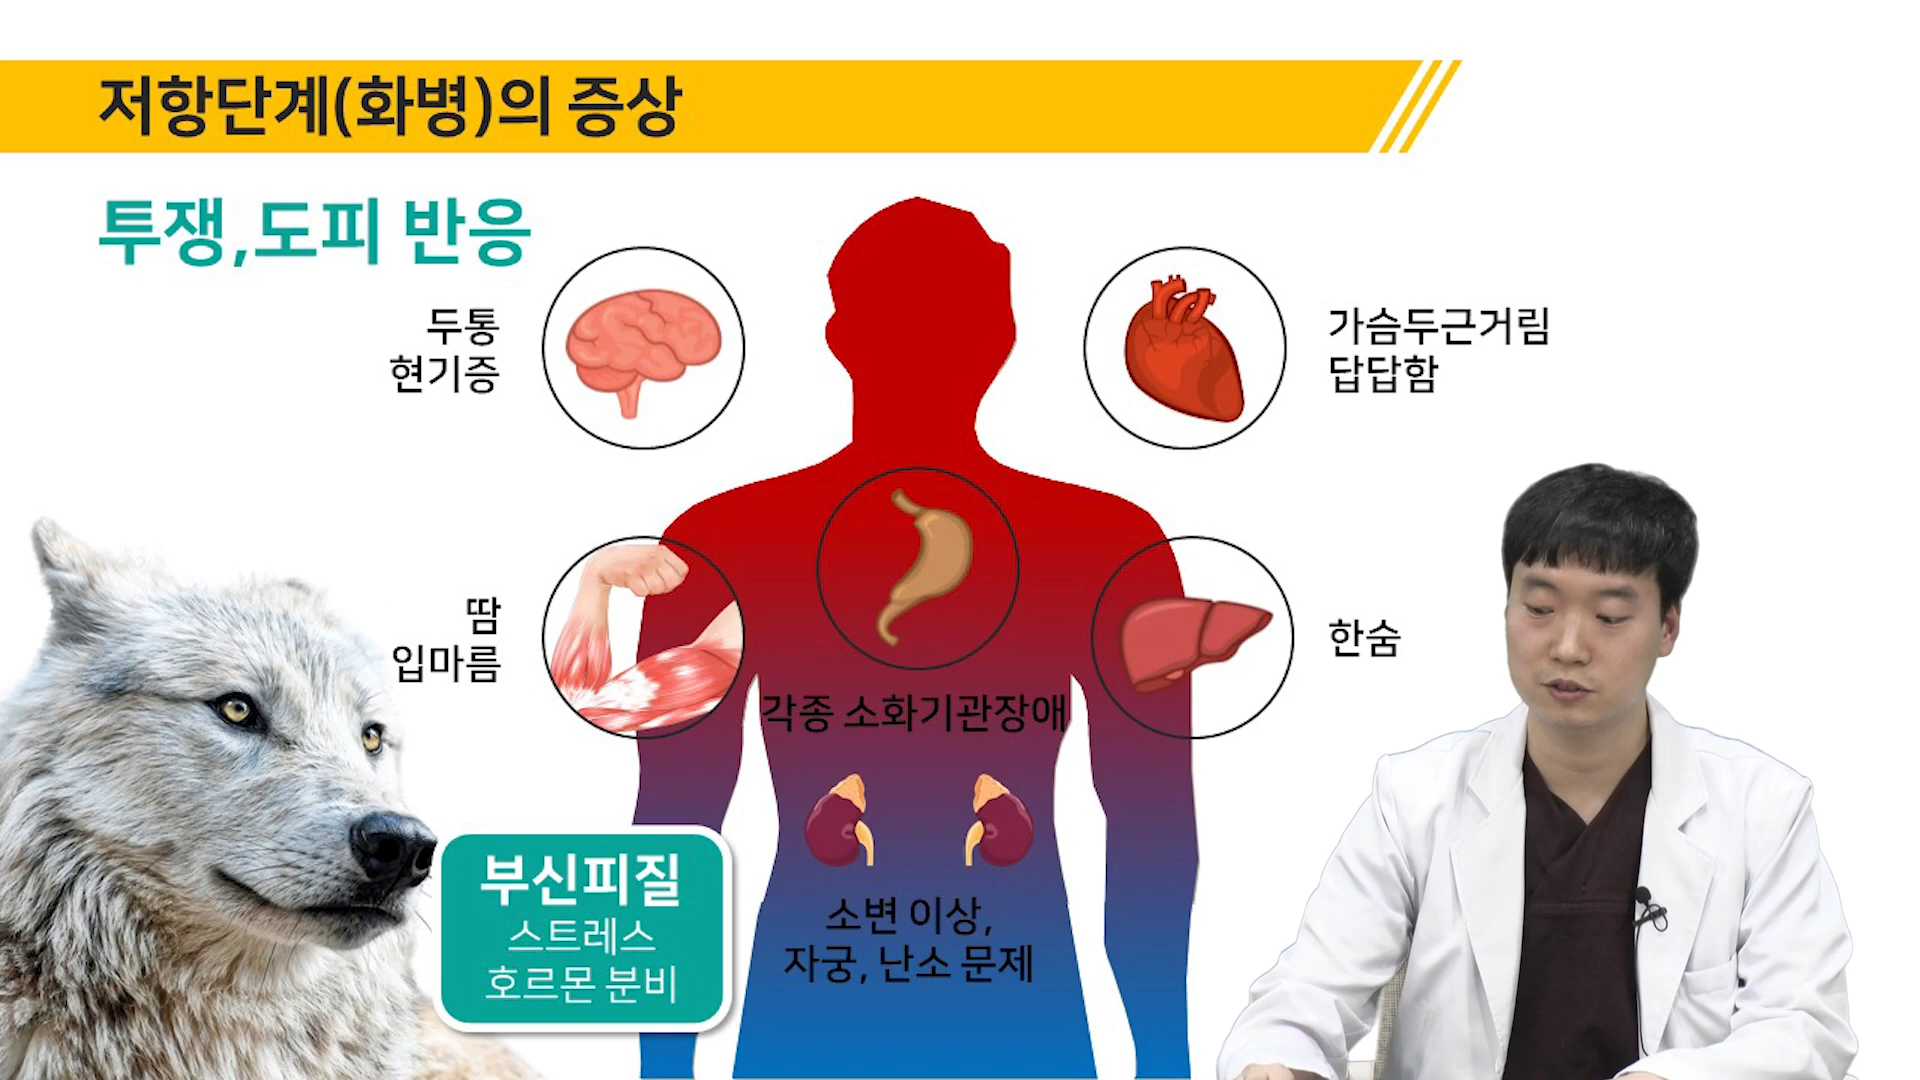 저항단계(화병)의 증상
투쟁,도피 반응
두통
현기증
가슴두근거림
답답함
땀
입마름
한숨
각종 소화기관장애
부신피질
스트레스
호르몬 분비
소변 이상,
자궁, 난소 문제